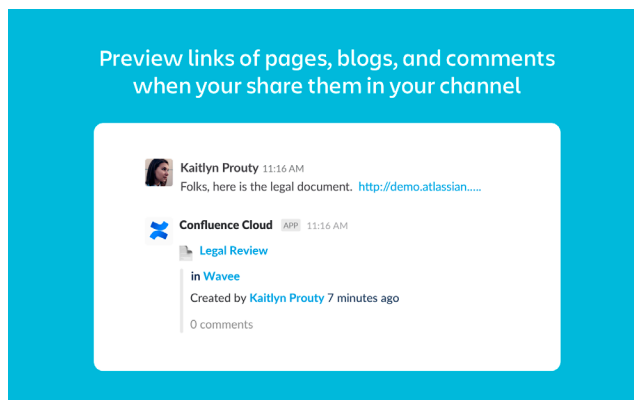 Preview links of pages, blogs, and comments
when your share them in your channel
Kaitlyn Prouty 11:16 AM
Folks, here is the legal document. http://demo.atlassian.....
Confluence Cloud APP 11:16 AM
Legal Review
in Wavee
Created by Kaitlyn Prouty 7 minutes ago
0 comments